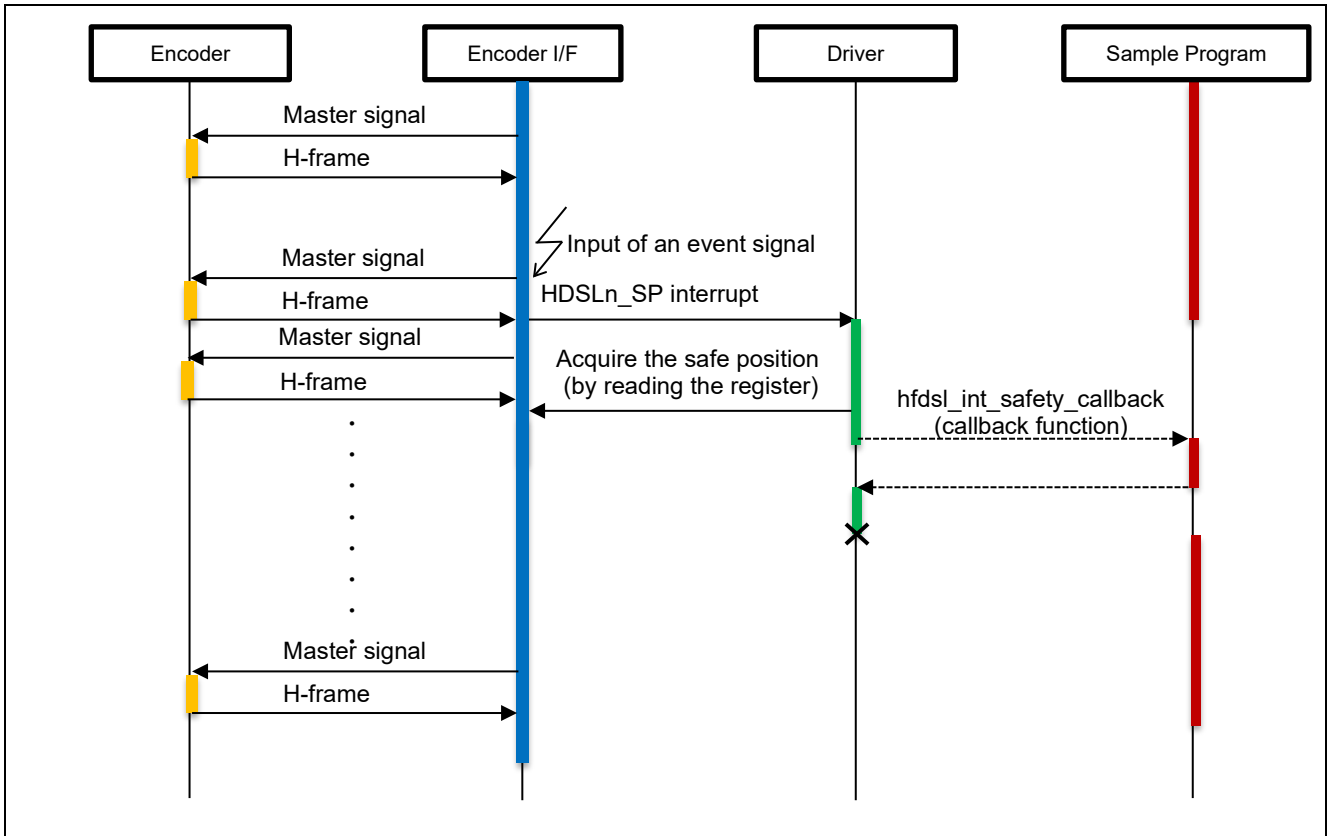 Encoder
Encoder I/F
Driver
Sample Program
Master signal
H-frame
Input of an event signal
Master signal
HDSLn_SP interrupt
H-frame
Master signal
Acquire the safe position
(by reading the register)
H-frame
hfdsl_int_safety_callback
(callback function)
Master signal
H-frame